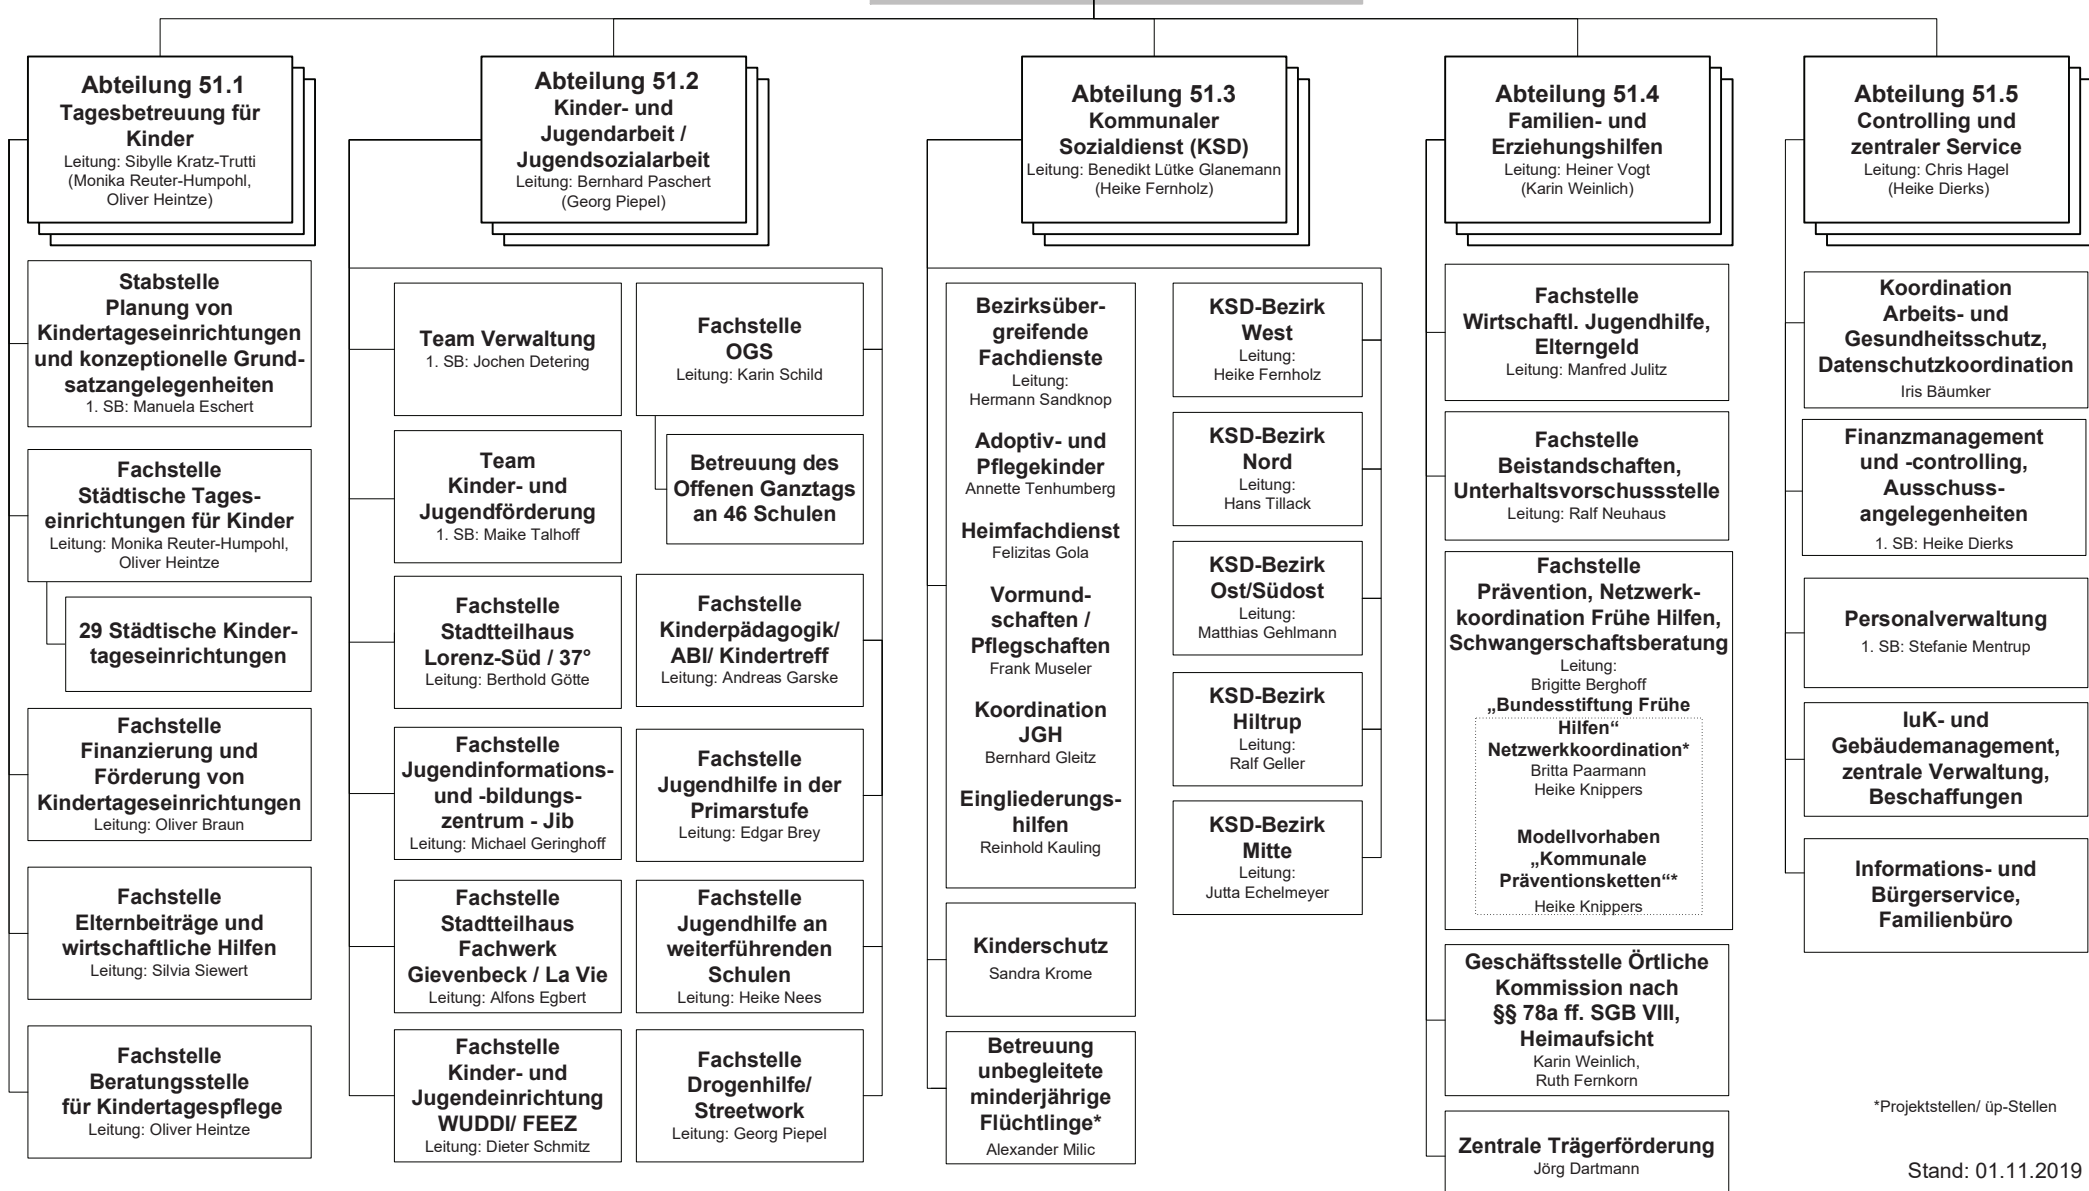 Abteilung 51.1
Tagesbetreuung für
Kinder
Leitung: Sibylle Kratz-Trutti
(Monika Reuter-Humpohl,
Oliver Heintze)
Stabstelle
Planung von
Kindertageseinrichtungen
und konzeptionelle Grund-
satzangelegenheiten
1. SB: Manuela Eschert
Fachstelle
Städtische Tages-
einrichtungen für Kinder
Leitung: Monika Reuter-Humpohl,
Oliver Heintze
29 Städtische Kinder-
tageseinrichtungen
Fachstelle
Finanzierung und
Förderung von
Kindertageseinrichtungen
Leitung: Oliver Braun
Fachstelle
Elternbeiträge und
wirtschaftliche Hilfen
Leitung: Silvia Siewert
Fachstelle
Beratungsstelle
für Kindertagespflege
Leitung: Oliver Heintze
Abteilung 51.2
Kinder- und
Jugendarbeit /
Jugendsozialarbeit
Leitung: Bernhard Paschert
(Georg Piepel)
Team Verwaltung
1. SB: Jochen Detering
Team
Kinder- und
Jugendförderung
1. SB: Maike Talhoff
Fachstelle
Stadtteilhaus
Lorenz-Süd / 37°
Leitung: Berthold Götte
Fachstelle
Jugendinformations-
und -bildungs-
zentrum - Jib
Leitung: Michael Geringhoff
Fachstelle
Stadtteilhaus
Fachwerk
Gievenbeck / La Vie
Leitung: Alfons Egbert
Fachstelle
Kinder- und
Jugendeinrichtung
WUDDI/ FEEZ
Leitung: Dieter Schmitz
Fachstelle
OGS
Leitung: Karin Schild
Betreuung des
Offenen Ganztags
an 46 Schulen
Fachstelle
Kinderpädagogik/
ABI/ Kindertreff
Leitung: Andreas Garske
Fachstelle
Jugendhilfe in der
Primarstufe
Leitung: Edgar Brey
Fachstelle
Jugendhilfe an
weiterführenden
Schulen
Leitung: Heike Nees
Fachstelle
Drogenhilfe/
Streetwork
Leitung: Georg Piepel
Abteilung 51.3
Kommunaler
Sozialdienst (KSD)
Leitung: Benedikt Lütke Glanemann
(Heike Fernholz)
Bezirksüber-
greifende
Fachdienste
Leitung:
Hermann Sandknop
Adoptiv- und
Pflegekinder
Annette Tenhumberg
Heimfachdienst
Felizitas Gola
Vormund-
schaften /
Pflegschaften
Frank Museler
Koordination
JGH
Bernhard Gleitz
Eingliederungs-
hilfen
Reinhold Kauling
Kinderschutz
Sandra Krome
Betreuung
unbegleitete
minderjährige
Flüchtlinge*
Alexander Milic
KSD-Bezirk
West
Leitung:
Heike Fernholz
KSD-Bezirk
Nord
Leitung:
Hans Tillack
KSD-Bezirk
Ost/Südost
Leitung:
Matthias Gehlmann
KSD-Bezirk
Hiltrup
Leitung:
Ralf Geller
KSD-Bezirk
Mitte
Leitung:
Jutta Echelmeyer
Abteilung 51.4
Familien- und
Erziehungshilfen
Leitung: Heiner Vogt
(Karin Weinlich)
Fachstelle
Wirtschaftl. Jugendhilfe,
Elterngeld
Leitung: Manfred Julitz
Fachstelle
Beistandschaften,
Unterhaltsvorschussstelle
Leitung: Ralf Neuhaus
Fachstelle
Prävention, Netzwerk-
koordination Frühe Hilfen,
Schwangerschaftsberatung
Leitung:
Brigitte Berghoff
„Bundesstiftung Frühe
Hilfen“
Netzwerkkoordination*
Britta Paarmann
Heike Knippers
Modellvorhaben
„Kommunale
Präventionsketten“*
Heike Knippers
Geschäftsstelle Örtliche
Kommission nach
§§ 78a ff. SGB VIII,
Heimaufsicht
Karin Weinlich,
Ruth Fernkorn
Zentrale Trägerförderung
Jörg Dartmann
Abteilung 51.5
Controlling und
zentraler Service
Leitung: Chris Hagel
(Heike Dierks)
Koordination
Arbeits- und
Gesundheitsschutz,
Datenschutzkoordination
Iris Bäumker
Finanzmanagement
und -controlling,
Ausschuss-
angelegenheiten
1. SB: Heike Dierks
Personalverwaltung
1. SB: Stefanie Mentrup
IuK- und
Gebäudemanagement,
zentrale Verwaltung,
Beschaffungen
Informations- und
Bürgerservice,
Familienbüro
*Projektstellen/ üp-Stellen
Stand: 01.11.2019